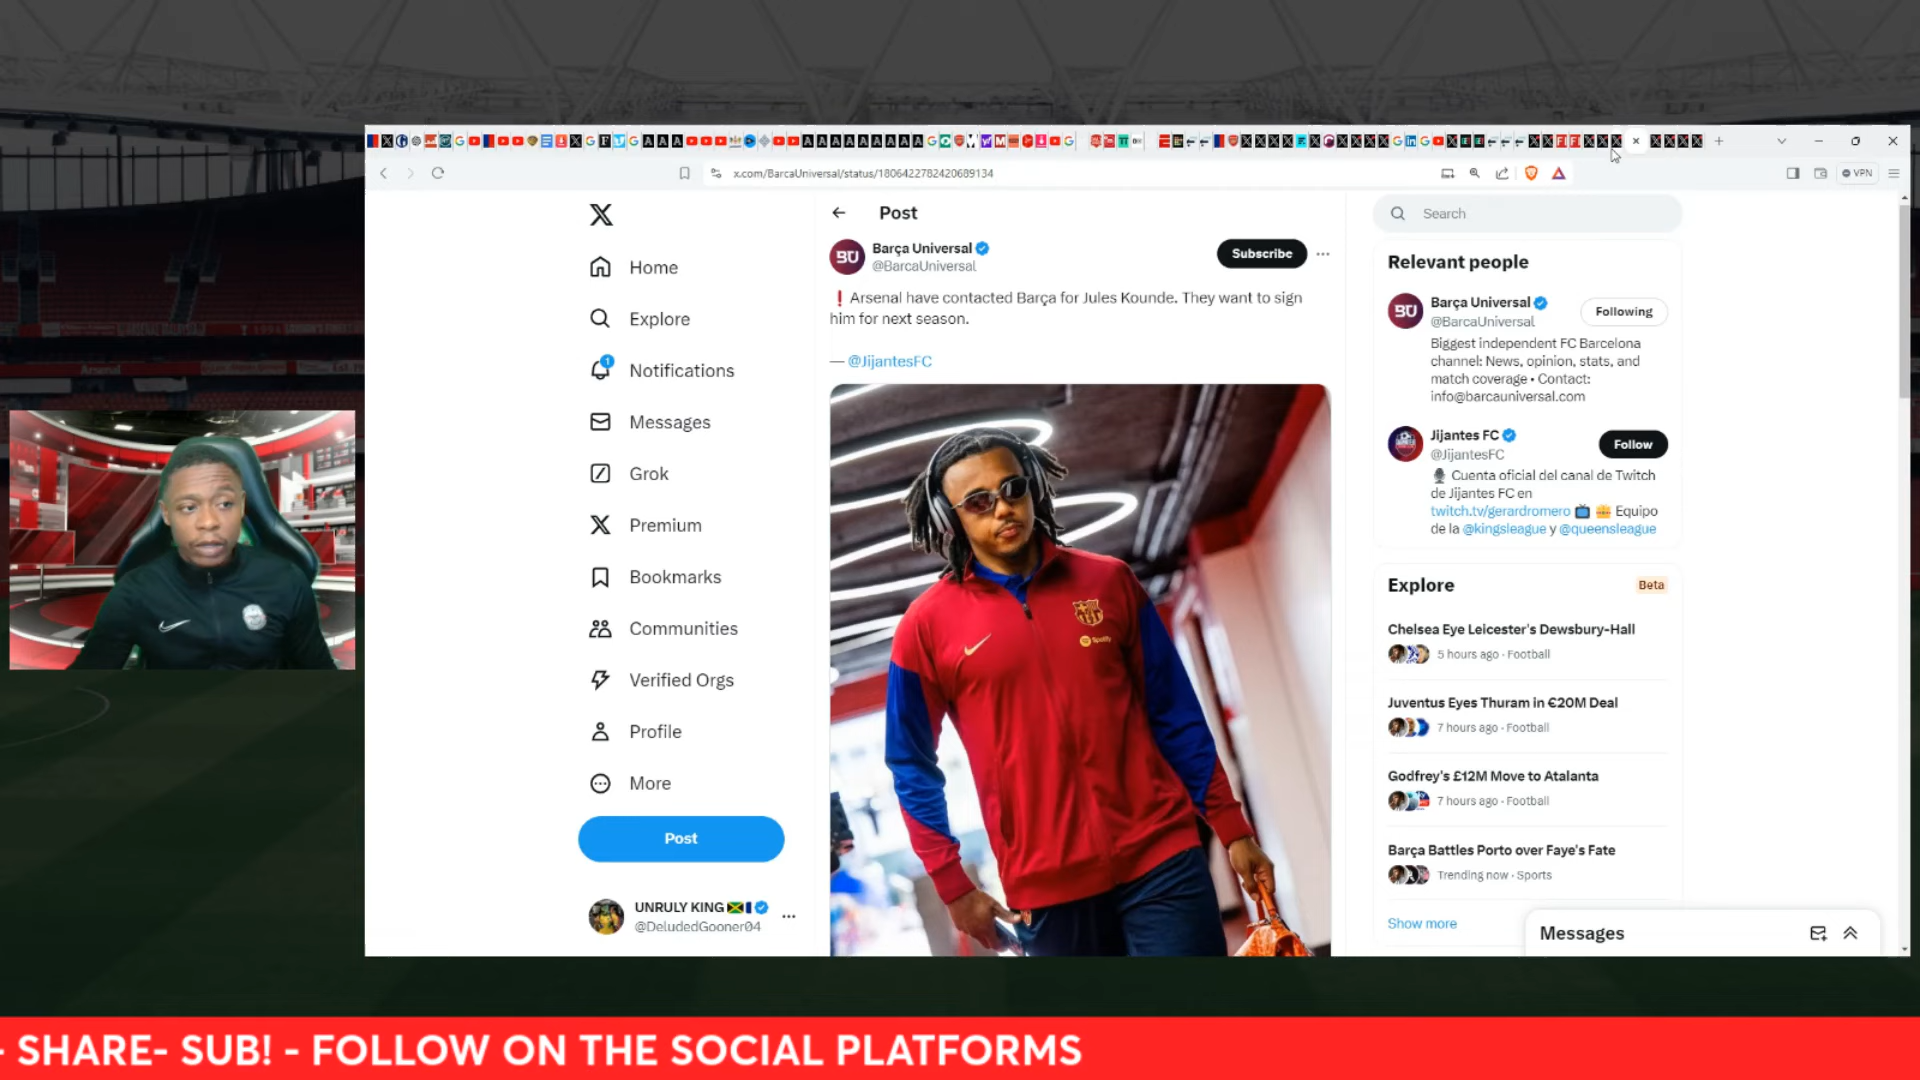 x.com/BarcaUniversal/status/1806422782420689134
VPN
Home
Explore
Notifications
1
Messages
Grok
Premium
Bookmarks
Communities
Verified Orgs
Profile
More
Post
UNRULY KING
@DeludedGooner04
Post
BU
Barça Universal
@BarcaUniversal
Subscribe
❗ Arsenal have contacted Barça for Jules Kounde. They want to sign
him for next season.
— @JijantesFC
Spotify
Search
Relevant people
BU
Barça Universal
@BarcaUniversal
Following
Biggest independent FC Barcelona
channel: News, opinion, stats, and
match coverage • Contact:
info@barcauniversal.com
Jijantes FC
@JijantesFC
Follow
🎙 Cuenta oficial del canal de Twitch
de Jijantes FC en
twitch.tv/gerardromero 📺 👑 Equipo
de la @kingsleague y @queensleague
Explore
Beta
Chelsea Eye Leicester's Dewsbury-Hall
5 hours ago · Football
Juventus Eyes Thuram in €20M Deal
7 hours ago · Football
Godfrey's £12M Move to Atalanta
7 hours ago · Football
Barça Battles Porto over Faye's Fate
Trending now · Sports
Show more
Messages
Arsenal
- SHARE- SUB! - FOLLOW ON THE SOCIAL PLATFORMS